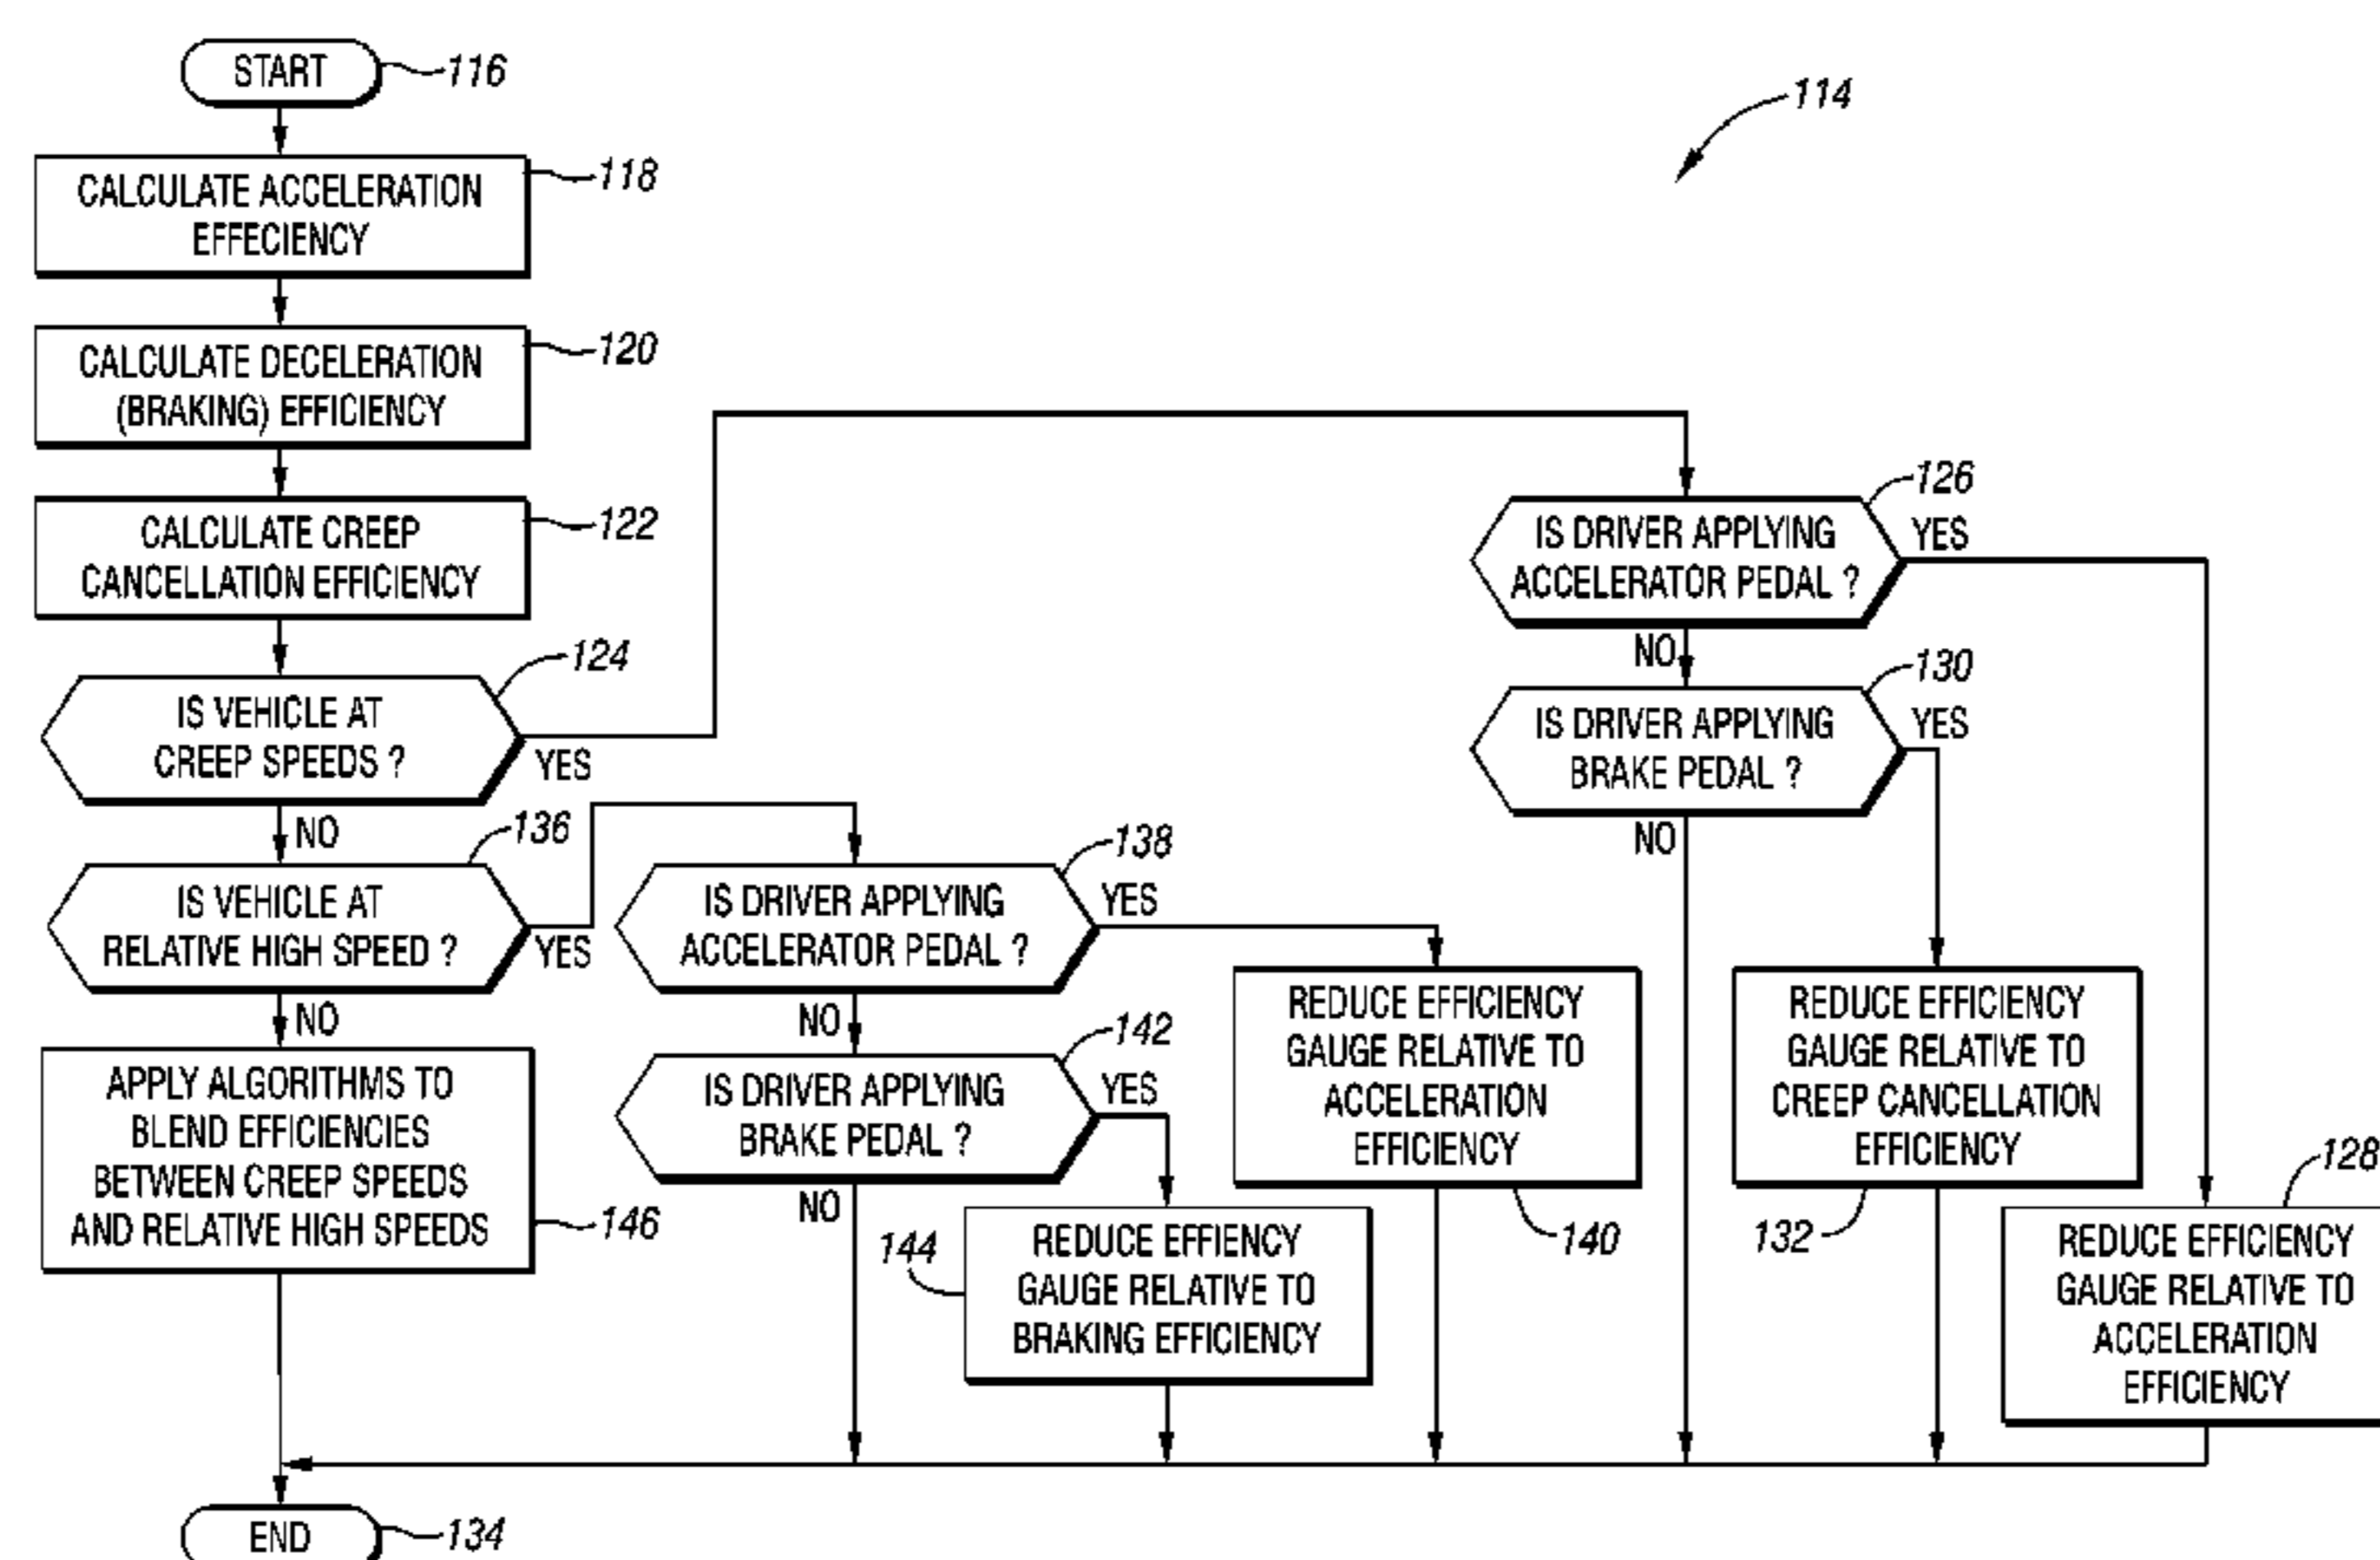 START
116
114
CALCULATE ACCELERATION
EFFECIENCY
118
CALCULATE DECELERATION
(BRAKING) EFFICIENCY
120
CALCULATE CREEP
CANCELLATION EFFICIENCY
122
IS VEHICLE AT
CREEP SPEEDS ?
124
YES
NO
IS DRIVER APPLYING
ACCELERATOR PEDAL ?
126
YES
NO
IS DRIVER APPLYING
BRAKE PEDAL ?
130
YES
NO
IS VEHICLE AT
RELATIVE HIGH SPEED ?
136
YES
NO
IS DRIVER APPLYING
ACCELERATOR PEDAL ?
138
YES
NO
IS DRIVER APPLYING
BRAKE PEDAL ?
142
YES
NO
APPLY ALGORITHMS TO
BLEND EFFICIENCIES
BETWEEN CREEP SPEEDS
AND RELATIVE HIGH SPEEDS
146
REDUCE EFFIENCY
GAUGE RELATIVE TO
BRAKING EFFICIENCY
144
REDUCE EFFICIENCY
GAUGE RELATIVE TO
ACCELERATION
EFFICIENCY
140
REDUCE EFFICIENCY
GAUGE RELATIVE TO
CREEP CANCELLATION
EFFICIENCY
132
REDUCE EFFICIENCY
GAUGE RELATIVE TO
ACCELERATION
EFFICIENCY
128
END
134